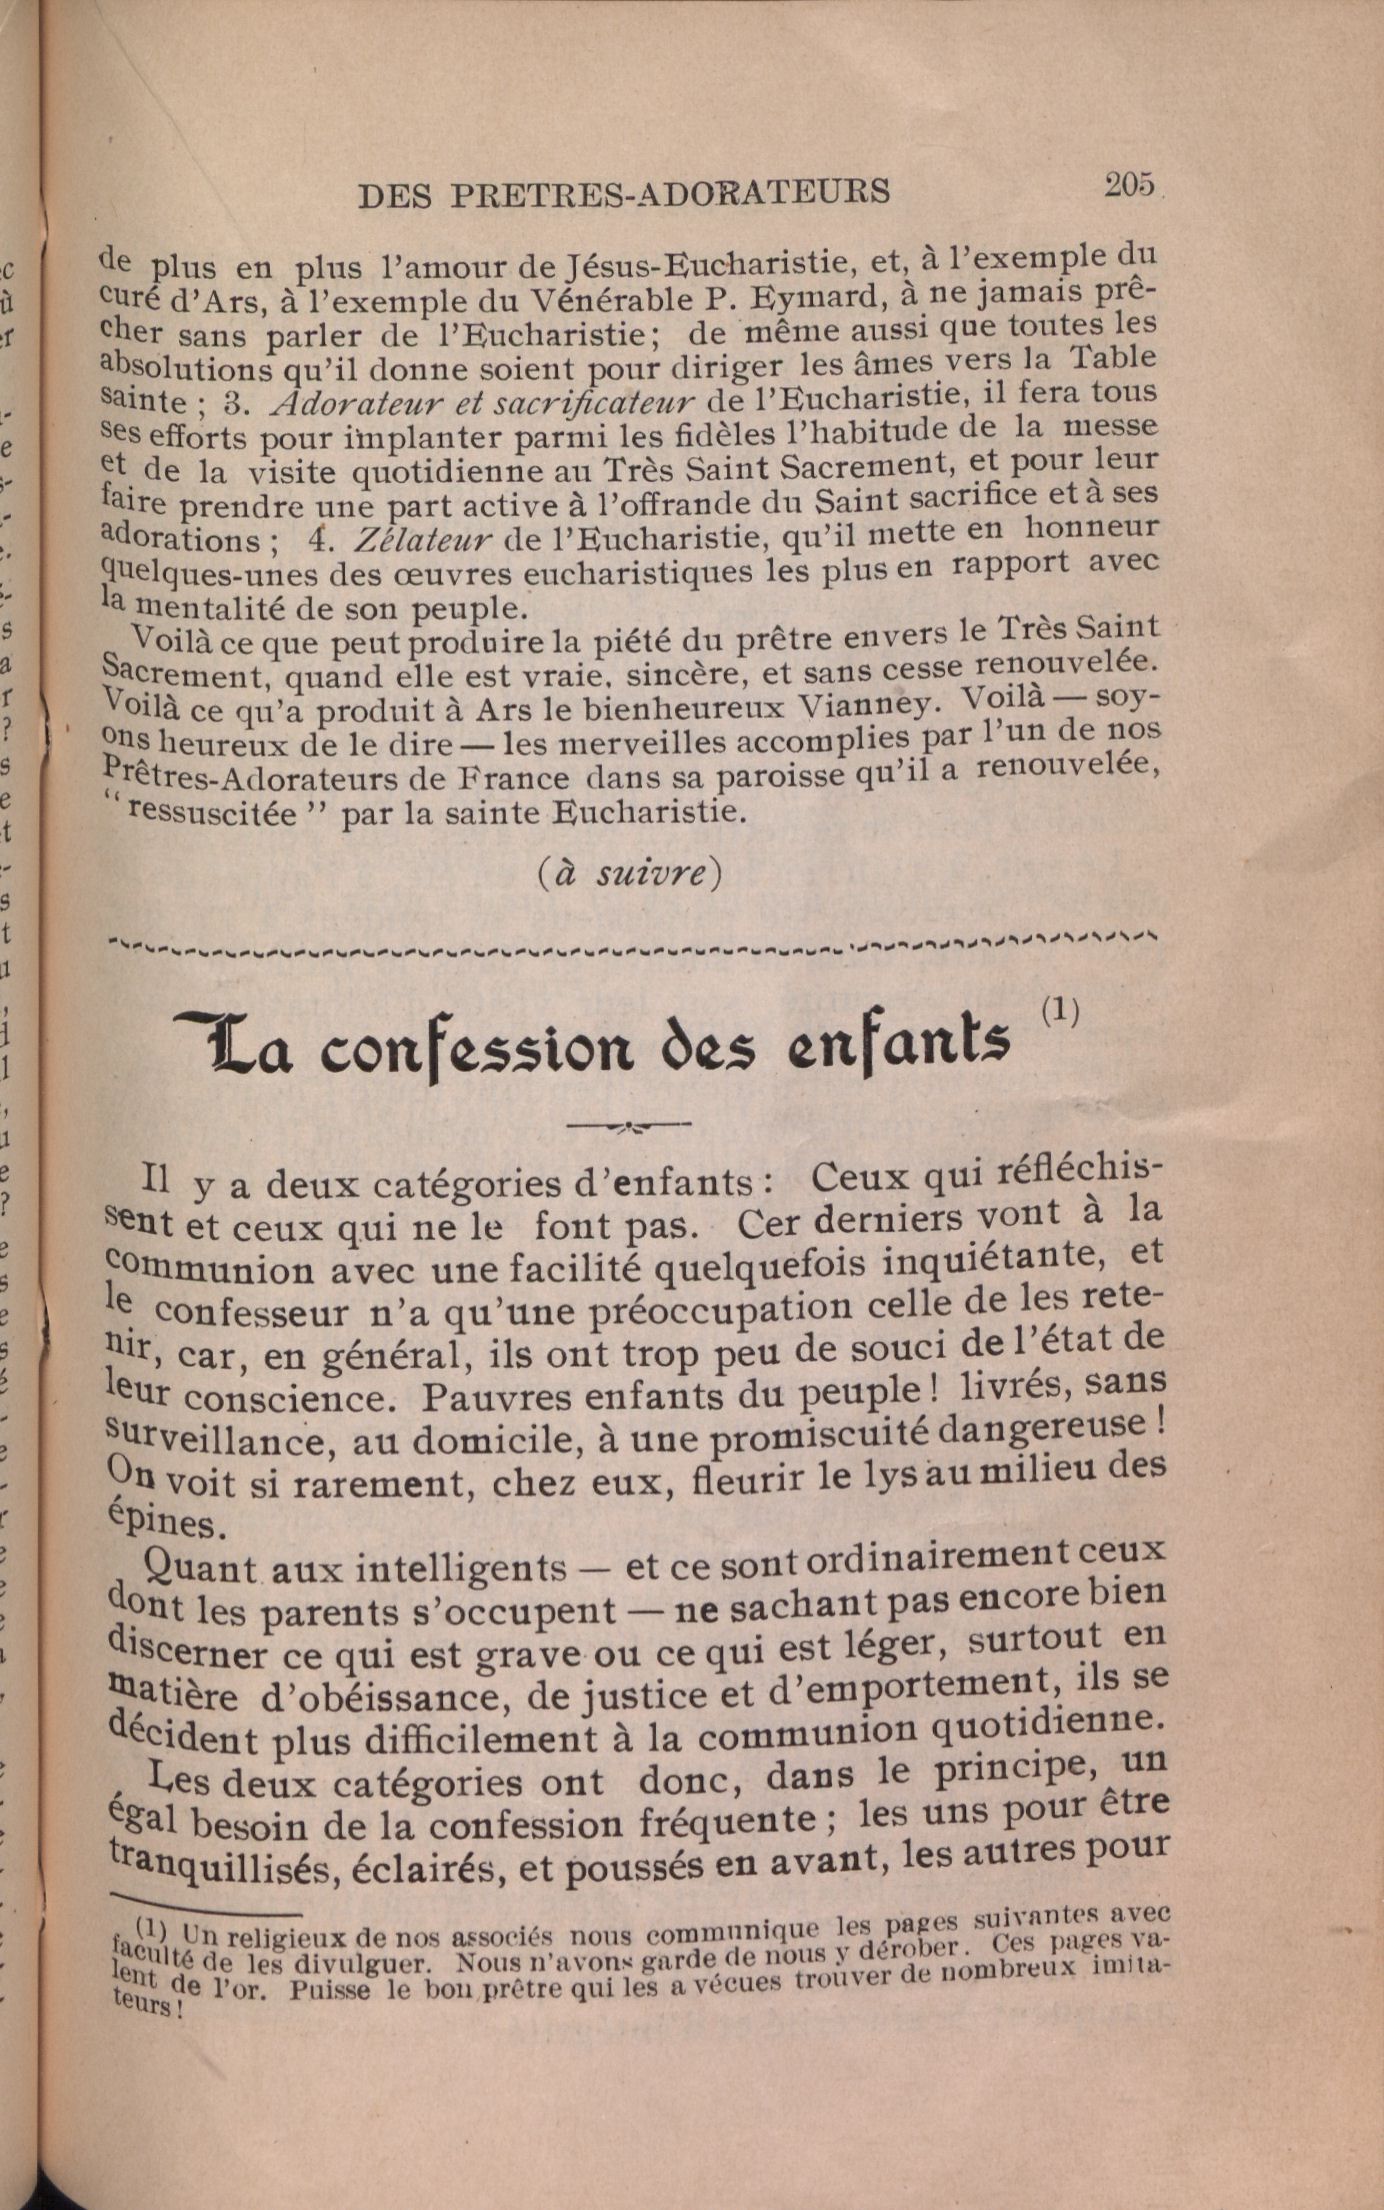 DES PRETRES-ADORATEURS 205
de plus en plus l'amour de Jésus-Eucharistie, et, à l'exemple du
curé d'Ars, à l'exemple du Vénérable P. Eymard, à ne jamais prê-
cher sans parler de l'Eucharistie; de même aussi que toutes les
absolutions qu'il donne soient pour diriger les âmes vers la Table
sainte ; 3. Adorateur et sacrificateur de l'Eucharistie, il fera tous
ses efforts pour implanter parmi les fidèles l'habitude de la messe
et de la visite quotidienne au Très Saint Sacrement, et pour leur
faire prendre une part active à l'offrande du Saint sacrifice et à ses
adorations ; 4. Zélateur de l'Eucharistie, qu'il mette en honneur
quelques-unes des œuvres eucharistiques les plus en rapport avec
la mentalité de son peuple.
Voilà ce que peut produire la piété du prêtre envers le Très Saint
Sacrement, quand elle est vraie, sincère, et sans cesse renouvelée.
Voilà ce qu'a produit à Ars le bienheureux Vianney. Voilà — soy-
ons heureux de le dire — les merveilles accomplies par l'un de nos
Prêtres-Adorateurs de France dans sa paroisse qu'il a renouvelée,
“ ressuscitée ” par la sainte Eucharistie.
(à suivre)
La confession des enfants (1)
Il y a deux catégories d'enfants : Ceux qui réfléchis-
sent et ceux qui ne le font pas. Cer derniers vont à la
communion avec une facilité quelquefois inquiétante, et
le confesseur n'a qu'une préoccupation celle de les rete-
nir, car, en général, ils ont trop peu de souci de l'état de
leur conscience. Pauvres enfants du peuple ! livrés, sans
surveillance, au domicile, à une promiscuité dangereuse !
On voit si rarement, chez eux, fleurir le lys au milieu des
épines.
Quant aux intelligents — et ce sont ordinairement ceux
dont les parents s'occupent — ne sachant pas encore bien
discerner ce qui est grave ou ce qui est léger, surtout en
matière d'obéissance, de justice et d'emportement, ils se
décident plus difficilement à la communion quotidienne.
Les deux catégories ont donc, dans le principe, un
égal besoin de la confession fréquente ; les uns pour être
tranquillisés, éclairés, et poussés en avant, les autres pour
(1) Un religieux de nos associés nous communique les pages suivantes avec
faculté de les divulguer. Nous n'avons garde de nous y dérober. Ces pages va-
lent de l'or. Puisse le bon prêtre qui les a vécues trouver de nombreux imita-
teurs !